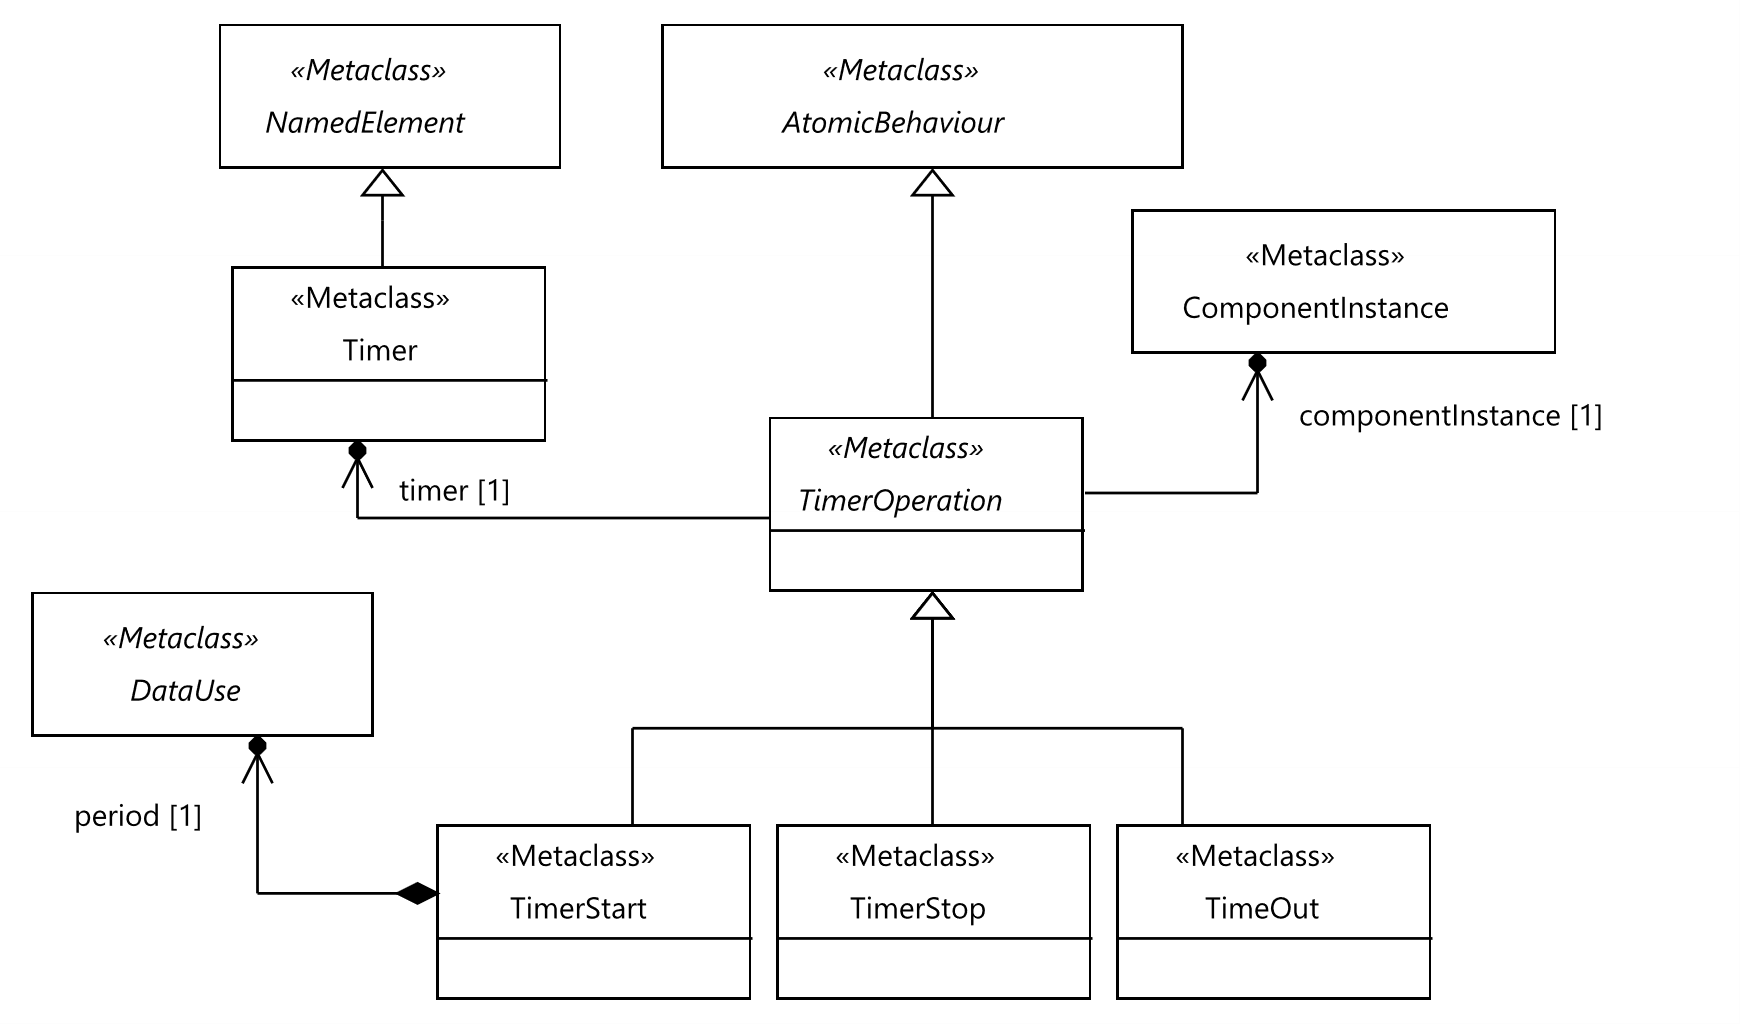 «Metaclass»
NamedElement
«Metaclass»
AtomicBehaviour
«Metaclass»
ComponentInstance
«Metaclass»
Timer
componentInstance [1]
«Metaclass»
TimerOperation
timer [1]
«Metaclass»
DataUse
period [1]
«Metaclass»
TimerStart
«Metaclass»
TimerStop
«Metaclass»
TimeOut